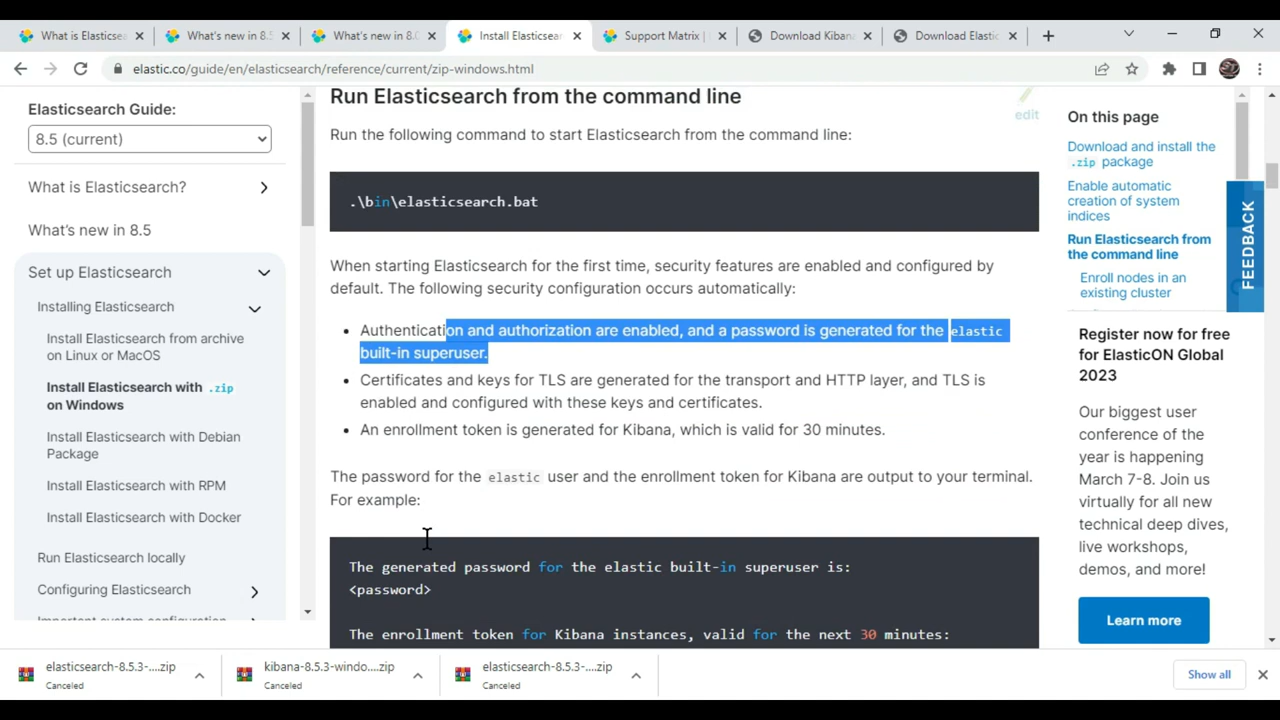 What is Elasticse
What's new in 8.5
What's new in 8.0
Install Elasticsear
Support Matrix |
Download Kibana
Download Elastic
elastic.co/guide/en/elasticsearch/reference/current/zip-windows.html
Elasticsearch Guide:
8.5 (current)
What is Elasticsearch?
What's new in 8.5
Set up Elasticsearch
Installing Elasticsearch
Install Elasticsearch from archive
on Linux or MacOS
Install Elasticsearch with .zip
on Windows
Install Elasticsearch with Debian
Package
Install Elasticsearch with RPM
Install Elasticsearch with Docker
Run Elasticsearch locally
Configuring Elasticsearch
Important system configuration
Run Elasticsearch from the command line
edit
Run the following command to start Elasticsearch from the command line:
.\bin\elasticsearch.bat
When starting Elasticsearch for the first time, security features are enabled and configured by
default. The following security configuration occurs automatically:
• Authentication and authorization are enabled, and a password is generated for the elastic
built-in superuser.
• Certificates and keys for TLS are generated for the transport and HTTP layer, and TLS is
enabled and configured with these keys and certificates.
• An enrollment token is generated for Kibana, which is valid for 30 minutes.
The password for the elastic user and the enrollment token for Kibana are output to your terminal.
For example:
The generated password for the elastic built-in superuser is:
<password>
The enrollment token for Kibana instances, valid for the next 30 minutes:
On this page
Download and install the
.zip package
Enable automatic
creation of system
indices
Run Elasticsearch from
the command line
Enroll nodes in an
existing cluster
FEEDBACK
Register now for free
for ElasticON Global
2023
Our biggest user
conference of the
year is happening
March 7-8. Join us
virtually for all new
technical deep dives,
live workshops,
demos, and more!
Learn more
elasticsearch-8.5.3-....zip
Canceled
kibana-8.5.3-windo....zip
Canceled
elasticsearch-8.5.3-....zip
Canceled
Show all